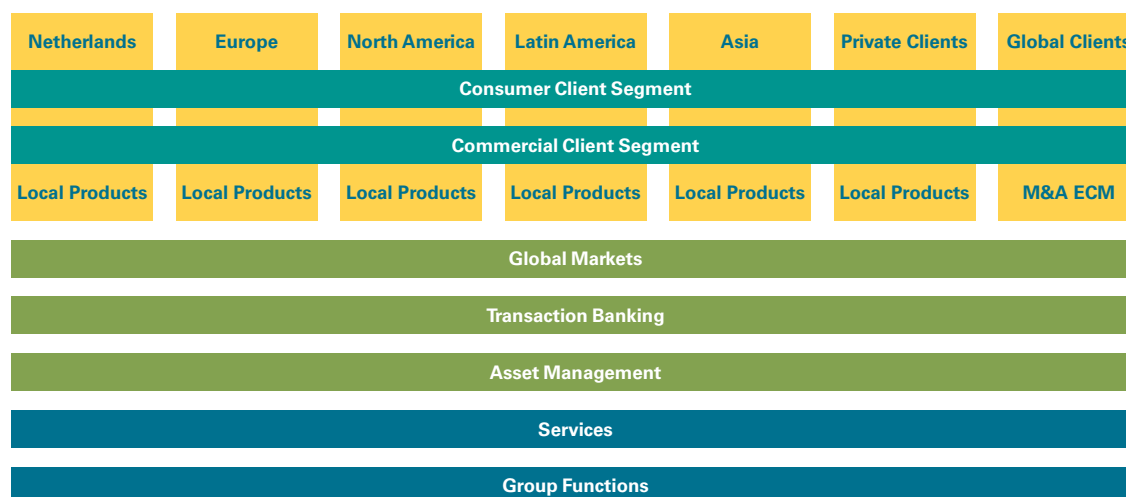 Netherlands Europe North America Latin America Asia Private Clients Global Clients
Consumer Client Segment
Commercial Client Segment
Local Products Local Products Local Products Local Products Local Products Local Products M&A ECM
Global Markets
Transaction Banking
Asset Management
Services
Group Functions